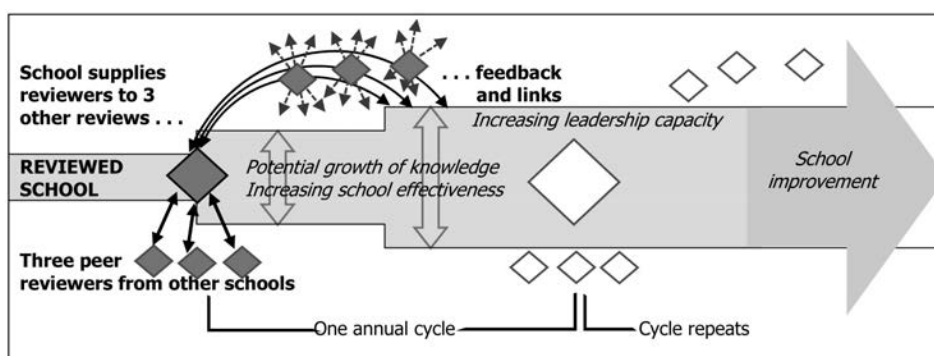 School supplies
reviewers to 3
other reviews . . .
. . . feedback
and links
Increasing leadership capacity
REVIEWED
SCHOOL
Potential growth of knowledge
Increasing school effectiveness
School
improvement
Three peer
reviewers from other schools
One annual cycle
Cycle repeats